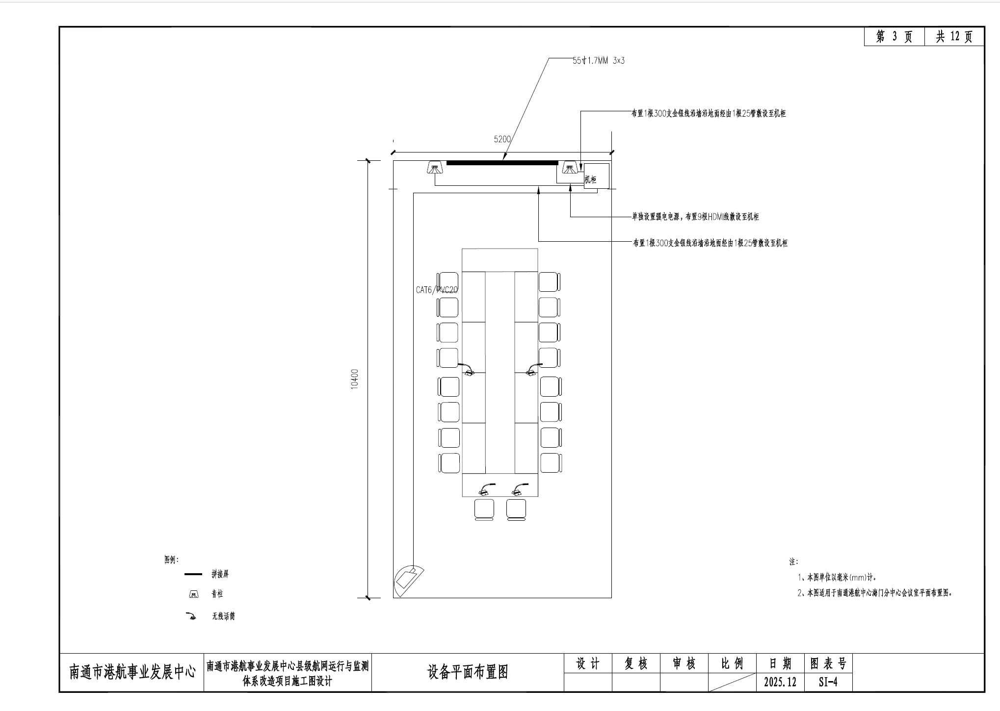 第 3 页 共 12 页
55寸1.7MM 3x3
布置1根300支金银线沿墙沿地面经由1根25管敷设至机柜
5200
机柜
单独设置强电电源，布置9根HDMI线敷设至机柜
布置1根300支金银线沿墙沿地面经由1根25管敷设至机柜
CAT6/PVC20
10400
图例：
拼接屏
音柱
无线话筒
注：
1、本图单位以毫米(mm)计。
2、本图适用于南通港航中心海门分中心会议室平面布置图。
南通市港航事业发展中心
南通市港航事业发展中心县级航网运行与监测
体系改造项目施工图设计
设备平面布置图
设 计 复 核 审 核 比 例 日 期 图 表 号
2025.12 SI-4